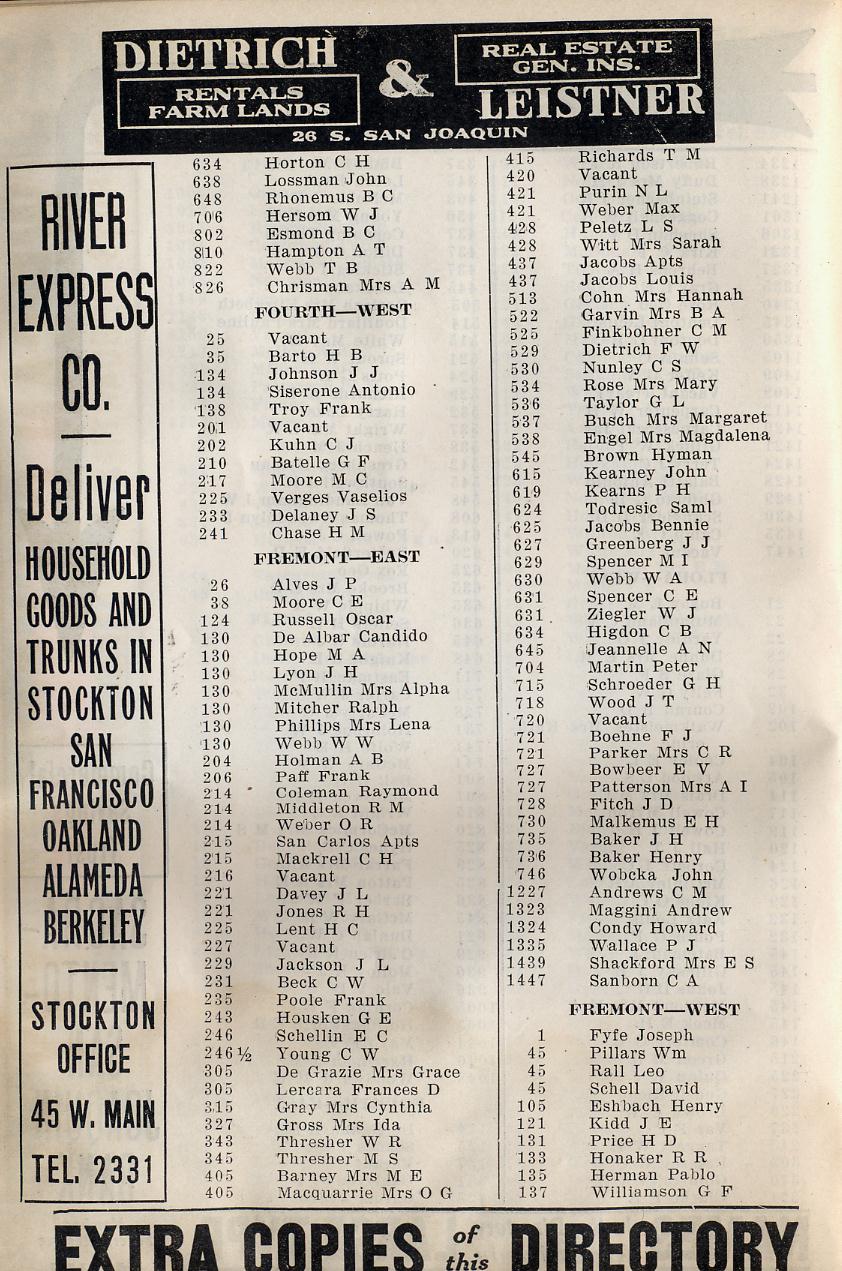 DIETRICH & LEISTNER
RENTALS
FARM LANDS
REAL ESTATE
GEN. INS.
26 S. SAN JOAQUIN
RIVER
EXPRESS
CO.
Deliver
HOUSEHOLD
GOODS AND
TRUNKS IN
STOCKTON
SAN
FRANCISCO
OAKLAND
ALAMEDA
BERKELEY
STOCKTON
OFFICE
45 W. MAIN
TEL. 2331
634 Horton C H
638 Lossman John
648 Rhonemus B C
706 Hersom W J
802 Esmond B C
810 Hampton A T
822 Webb T B
826 Chrisman Mrs A M
FOURTH—WEST
25 Vacant
35 Barto H B
134 Johnson J J
134 Siserone Antonio
138 Troy Frank
201 Vacant
202 Kuhn C J
210 Batelle G F
217 Moore M C
225 Verges Vaselios
233 Delaney J S
241 Chase H M
FREMONT—EAST
26 Alves J P
38 Moore C E
124 Russell Oscar
130 De Albar Candido
130 Hope M A
130 Lyon J H
130 McMullin Mrs Alpha
130 Mitcher Ralph
130 Phillips Mrs Lena
130 Webb W W
204 Holman A B
206 Paff Frank
214 Coleman Raymond
214 Middleton R M
214 Weber O R
215 San Carlos Apts
215 Mackrell C H
216 Vacant
221 Davey J L
221 Jones R H
225 Lent H C
227 Vacant
229 Jackson J L
231 Beck C W
235 Poole Frank
243 Housken G E
246 Schellin E C
246½ Young C W
305 De Grazie Mrs Grace
305 Lercara Frances D
315 Gray Mrs Cynthia
327 Gross Mrs Ida
343 Thresher W R
345 Thresher M S
405 Barney Mrs M E
405 Macquarrie Mrs O G
415 Richards T M
420 Vacant
421 Purin N L
421 Weber Max
428 Peletz L S
428 Witt Mrs Sarah
437 Jacobs Apts
437 Jacobs Louis
513 Cohn Mrs Hannah
522 Garvin Mrs B A
525 Finkbohner C M
529 Dietrich F W
530 Nunley C S
534 Rose Mrs Mary
536 Taylor G L
537 Busch Mrs Margaret
538 Engel Mrs Magdalena
545 Brown Hyman
615 Kearney John
619 Kearns P H
624 Todresic Saml
625 Jacobs Bennie
627 Greenberg J J
629 Spencer M I
630 Webb W A
631 Spencer C E
631 Ziegler W J
634 Higdon C B
645 Jeannelle A N
704 Martin Peter
715 Schroeder G H
718 Wood J T
720 Vacant
721 Boehne F J
721 Parker Mrs C R
727 Bowbeer E V
727 Patterson Mrs A I
728 Fitch J D
730 Malkemus E H
735 Baker J H
736 Baker Henry
746 Wobcka John
1227 Andrews C M
1323 Maggini Andrew
1324 Condy Howard
1335 Wallace P J
1439 Shackford Mrs E S
1447 Sanborn C A
FREMONT—WEST
1 Fyfe Joseph
45 Pillars Wm
45 Rall Leo
45 Schell David
105 Eshbach Henry
121 Kidd J E
131 Price H D
133 Honaker R R
135 Herman Pablo
137 Williamson G F
EXTRA COPIES of this DIRECTORY